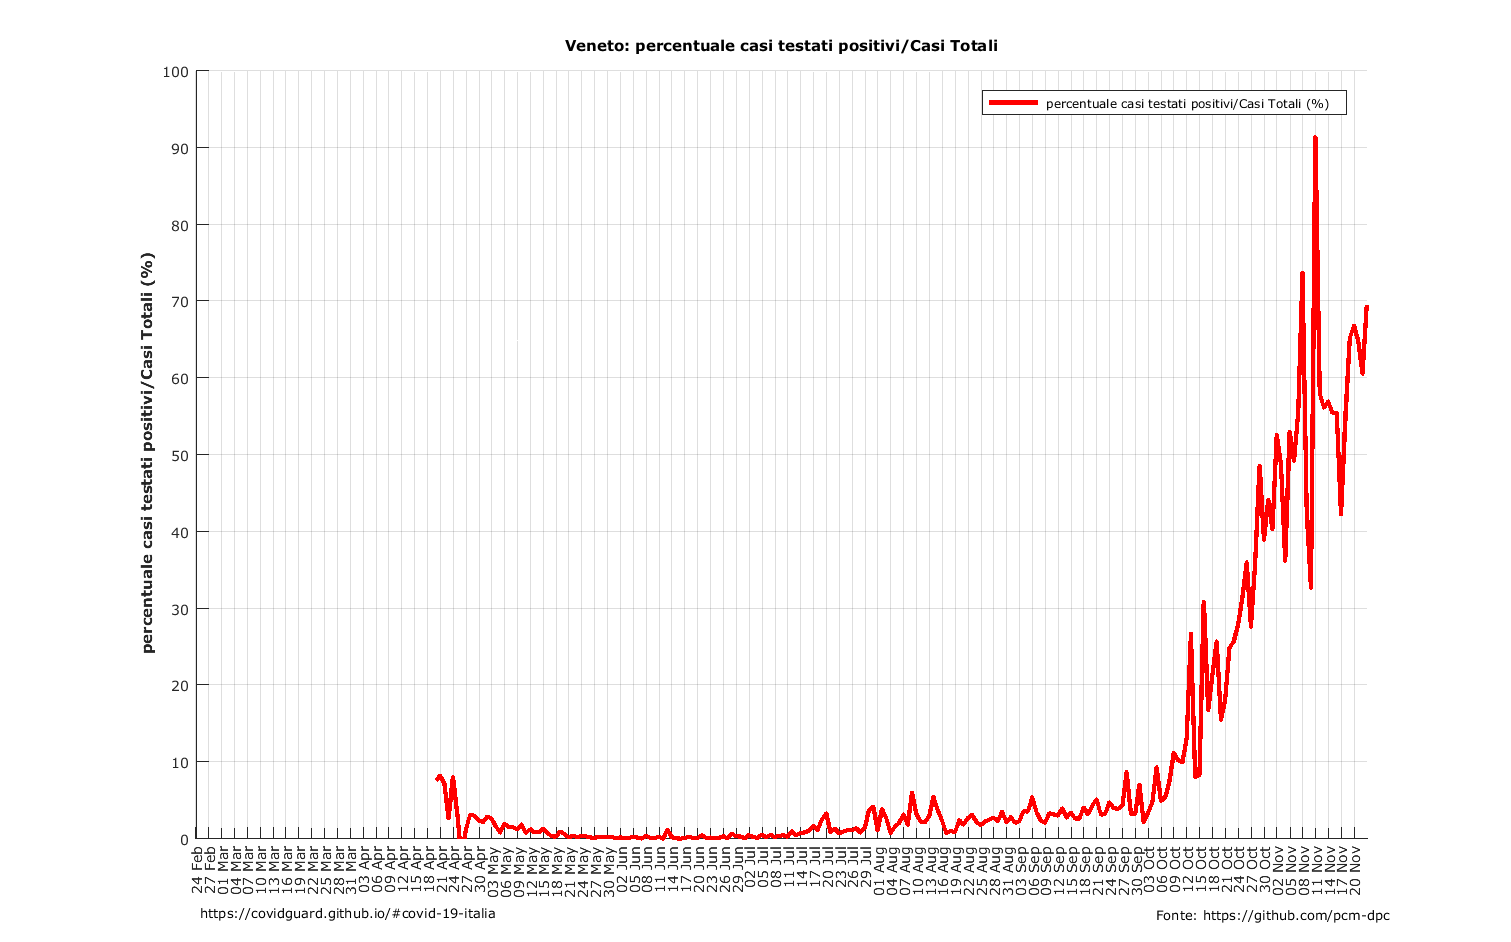 Veneto: percentuale casi testati positivi/Casi Totali
percentuale casi testati positivi/Casi Totali (%)
percentuale casi testati positivi/Casi Totali (%)
100
90
80
70
60
50
40
30
20
10
0
24 Feb
27 Feb
01 Mar
04 Mar
07 Mar
10 Mar
13 Mar
16 Mar
19 Mar
22 Mar
25 Mar
28 Mar
31 Mar
03 Apr
06 Apr
09 Apr
12 Apr
15 Apr
18 Apr
21 Apr
24 Apr
27 Apr
30 Apr
03 May
06 May
09 May
12 May
15 May
18 May
21 May
24 May
27 May
30 May
02 Jun
05 Jun
08 Jun
11 Jun
14 Jun
17 Jun
20 Jun
23 Jun
26 Jun
29 Jun
02 Jul
05 Jul
08 Jul
11 Jul
14 Jul
17 Jul
20 Jul
23 Jul
26 Jul
29 Jul
01 Aug
04 Aug
07 Aug
10 Aug
13 Aug
16 Aug
19 Aug
22 Aug
25 Aug
28 Aug
31 Aug
03 Sep
06 Sep
09 Sep
12 Sep
15 Sep
18 Sep
21 Sep
24 Sep
27 Sep
30 Sep
03 Oct
06 Oct
09 Oct
12 Oct
15 Oct
18 Oct
21 Oct
24 Oct
27 Oct
30 Oct
02 Nov
05 Nov
08 Nov
11 Nov
14 Nov
17 Nov
20 Nov
https://covidguard.github.io/#covid-19-italia
Fonte: https://github.com/pcm-dpc